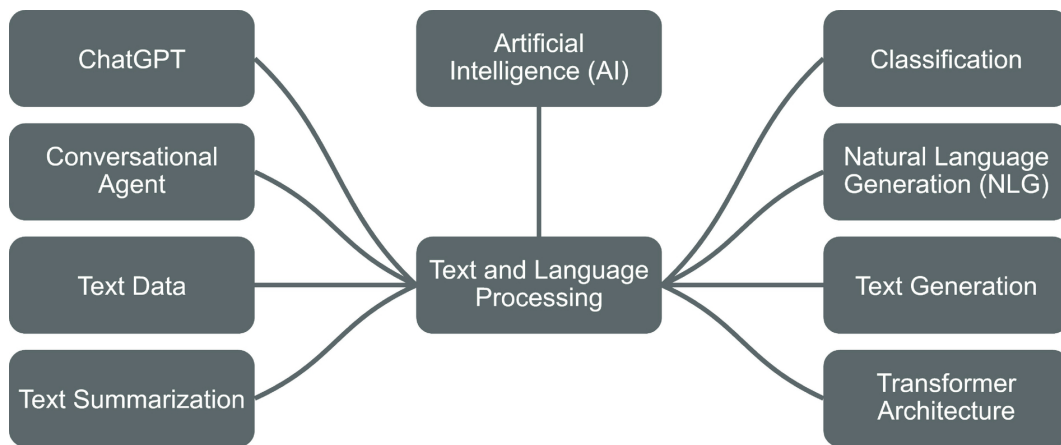 ChatGPT
Conversational
Agent
Text Data
Text Summarization
Artificial
Intelligence (AI)
Text and Language
Processing
Classification
Natural Language
Generation (NLG)
Text Generation
Transformer
Architecture